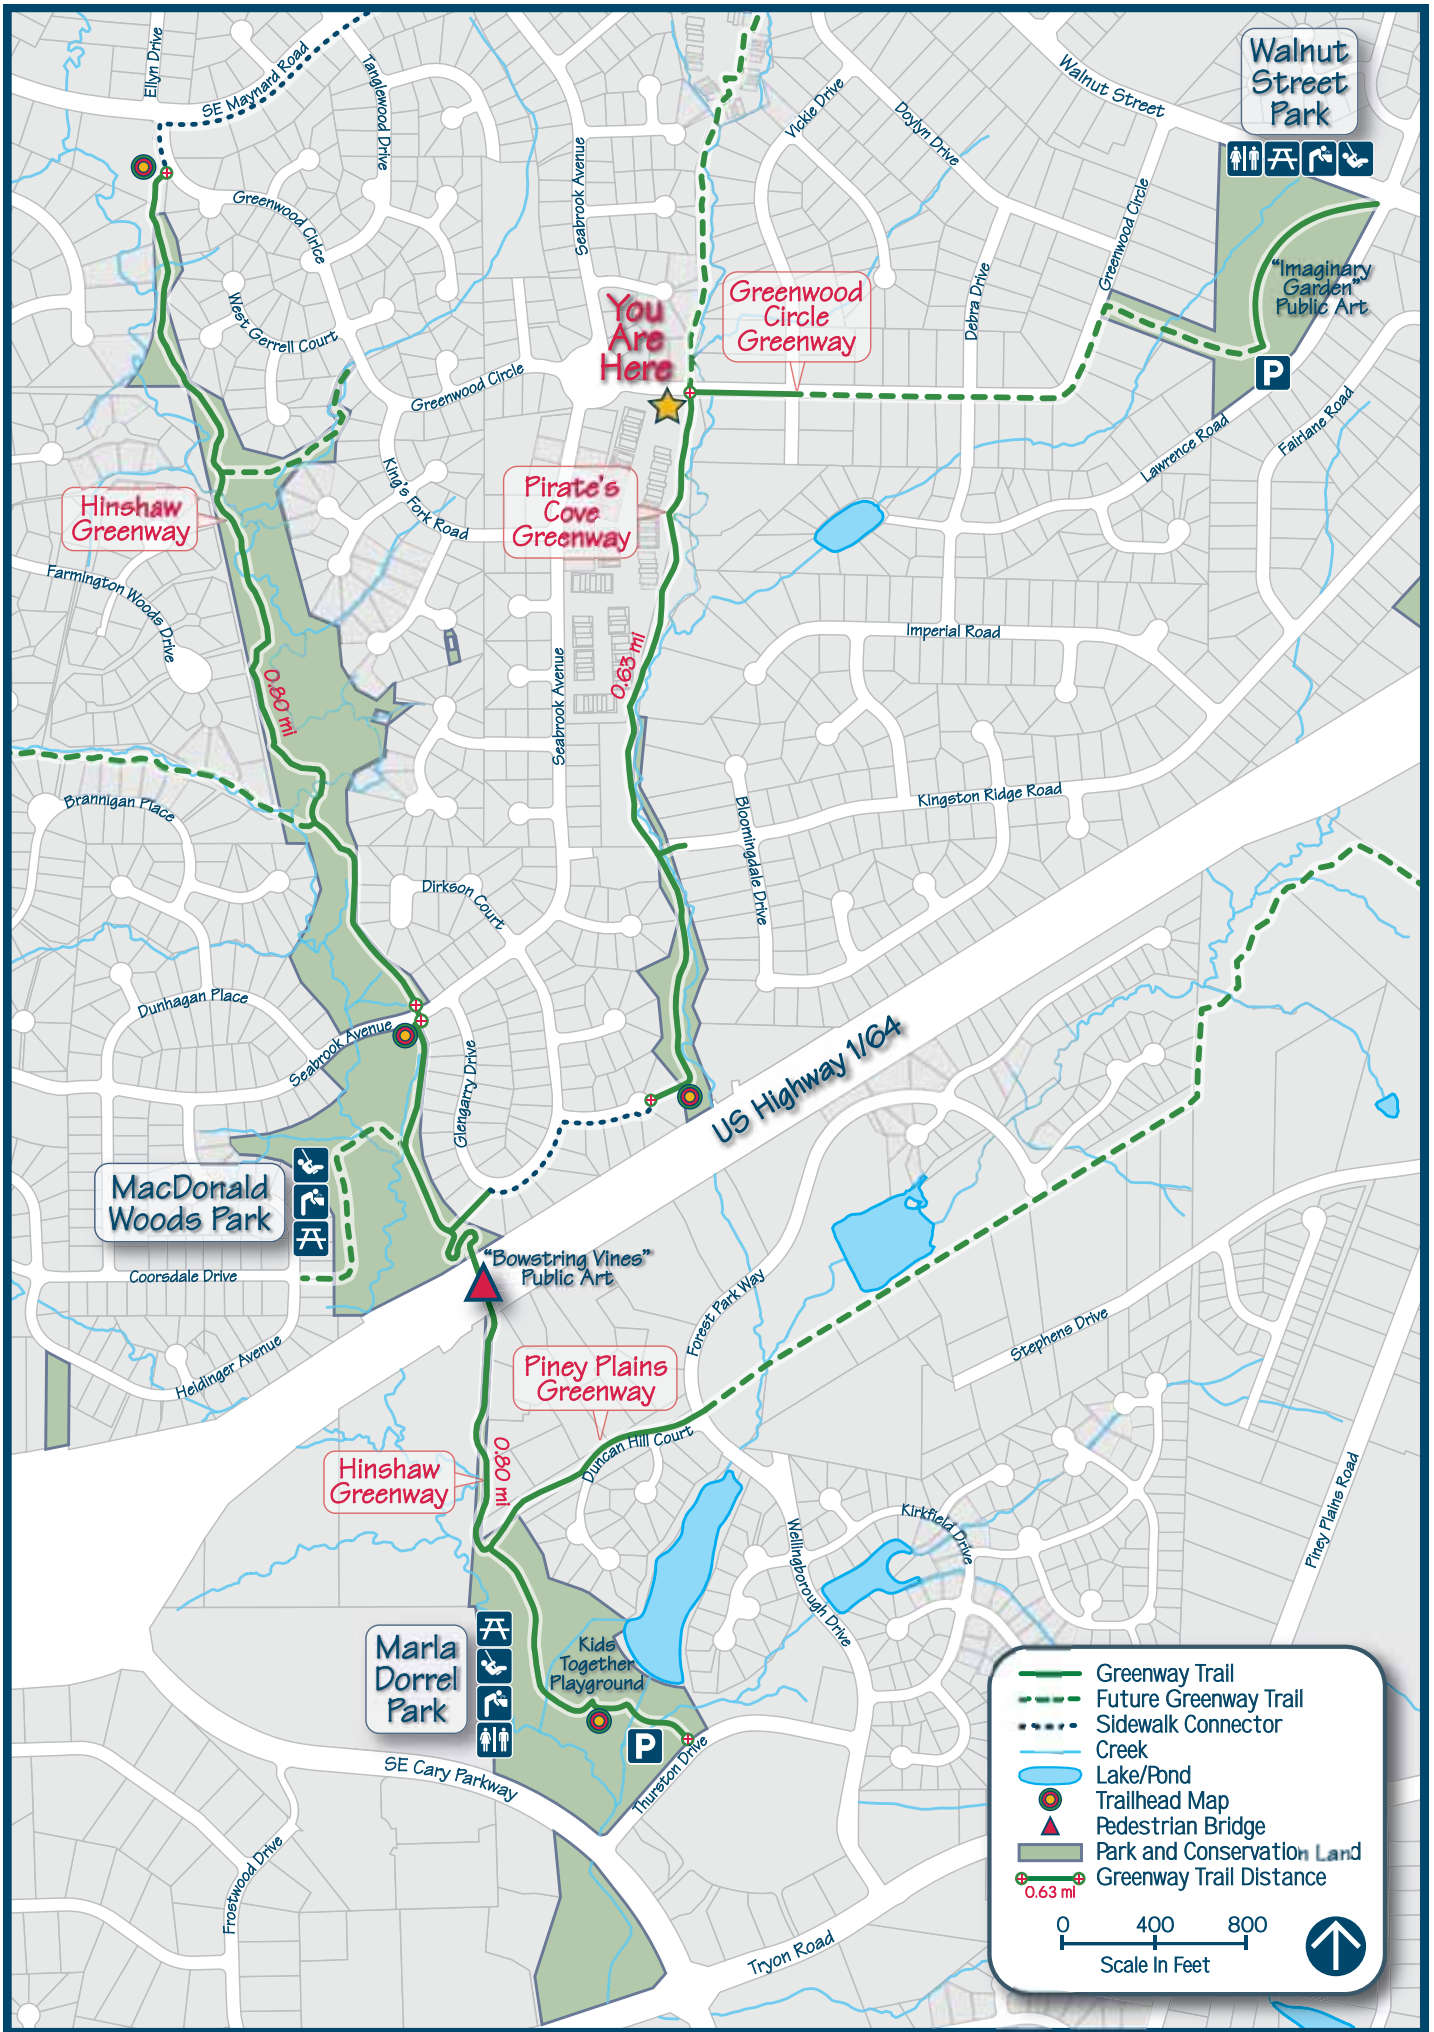 Ellyn Drive
SE Maynard Road
Tanglewood Drive
Seabrook Avenue
Vickie Drive
Doylyn Drive
Walnut Street
Walnut
Street
Park
Greenwood Cirlce
West Gerrell Court
Greenwood Circle
You
Are
Here
Greenwood
Circle
Greenway
Debra Drive
Greenwood Circle
"Imaginary
Garden"
Public Art
P
Fairlane Road
Lawrence Road
King's Fork Road
Pirate's
Cove
Greenway
Hinshaw
Greenway
Farmington Woods Drive
0.80 mi
0.63 mi
Seabrook Avenue
Imperial Road
Kingston Ridge Road
Bloomingdale Drive
Brannigan Place
Dirkson Court
Dunhagan Place
Seabrook Avenue
Glengarry Drive
US Highway 1/64
MacDonald
Woods Park
Coorsdale Drive
Heidinger Avenue
"Bowstring Vines"
Public Art
Forest Park Way
Stephens Drive
Piney Plains
Greenway
Duncan Hill Court
Hinshaw
Greenway
0.80 mi
Piney Plains Road
Kirkfield Drive
Wellingborough Drive
Marla
Dorrel
Park
Kids
Together
Playground
P
Thurston Drive
SE Cary Parkway
Frostwood Drive
Tryon Road
Greenway Trail
Future Greenway Trail
Sidewalk Connector
Creek
Lake/Pond
Trailhead Map
Pedestrian Bridge
Park and Conservation Land
Greenway Trail Distance
0.63 mi
0 400 800
Scale In Feet